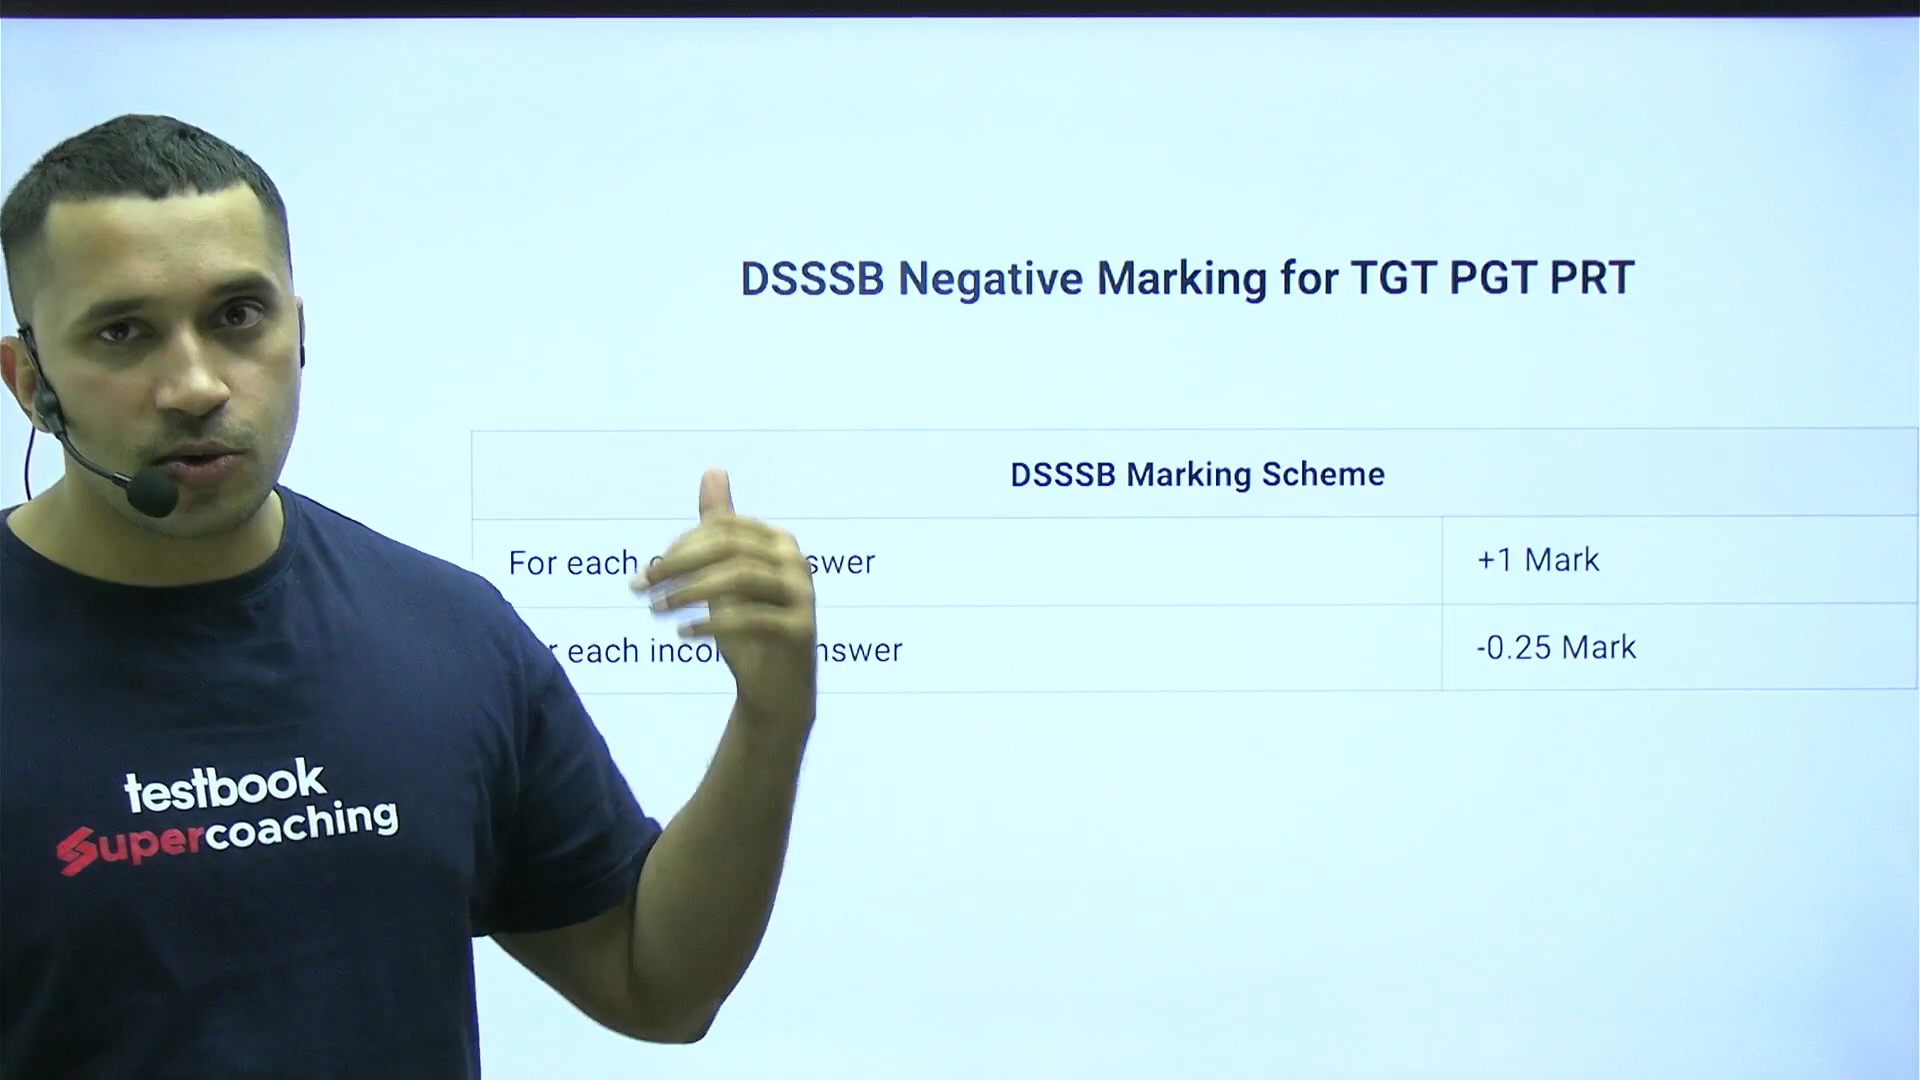 DSSSB Negative Marking for TGT PGT PRT
DSSSB Marking Scheme
For each swer
+1 Mark
each nswer
-0.25 Mark
testbook
Supercoaching